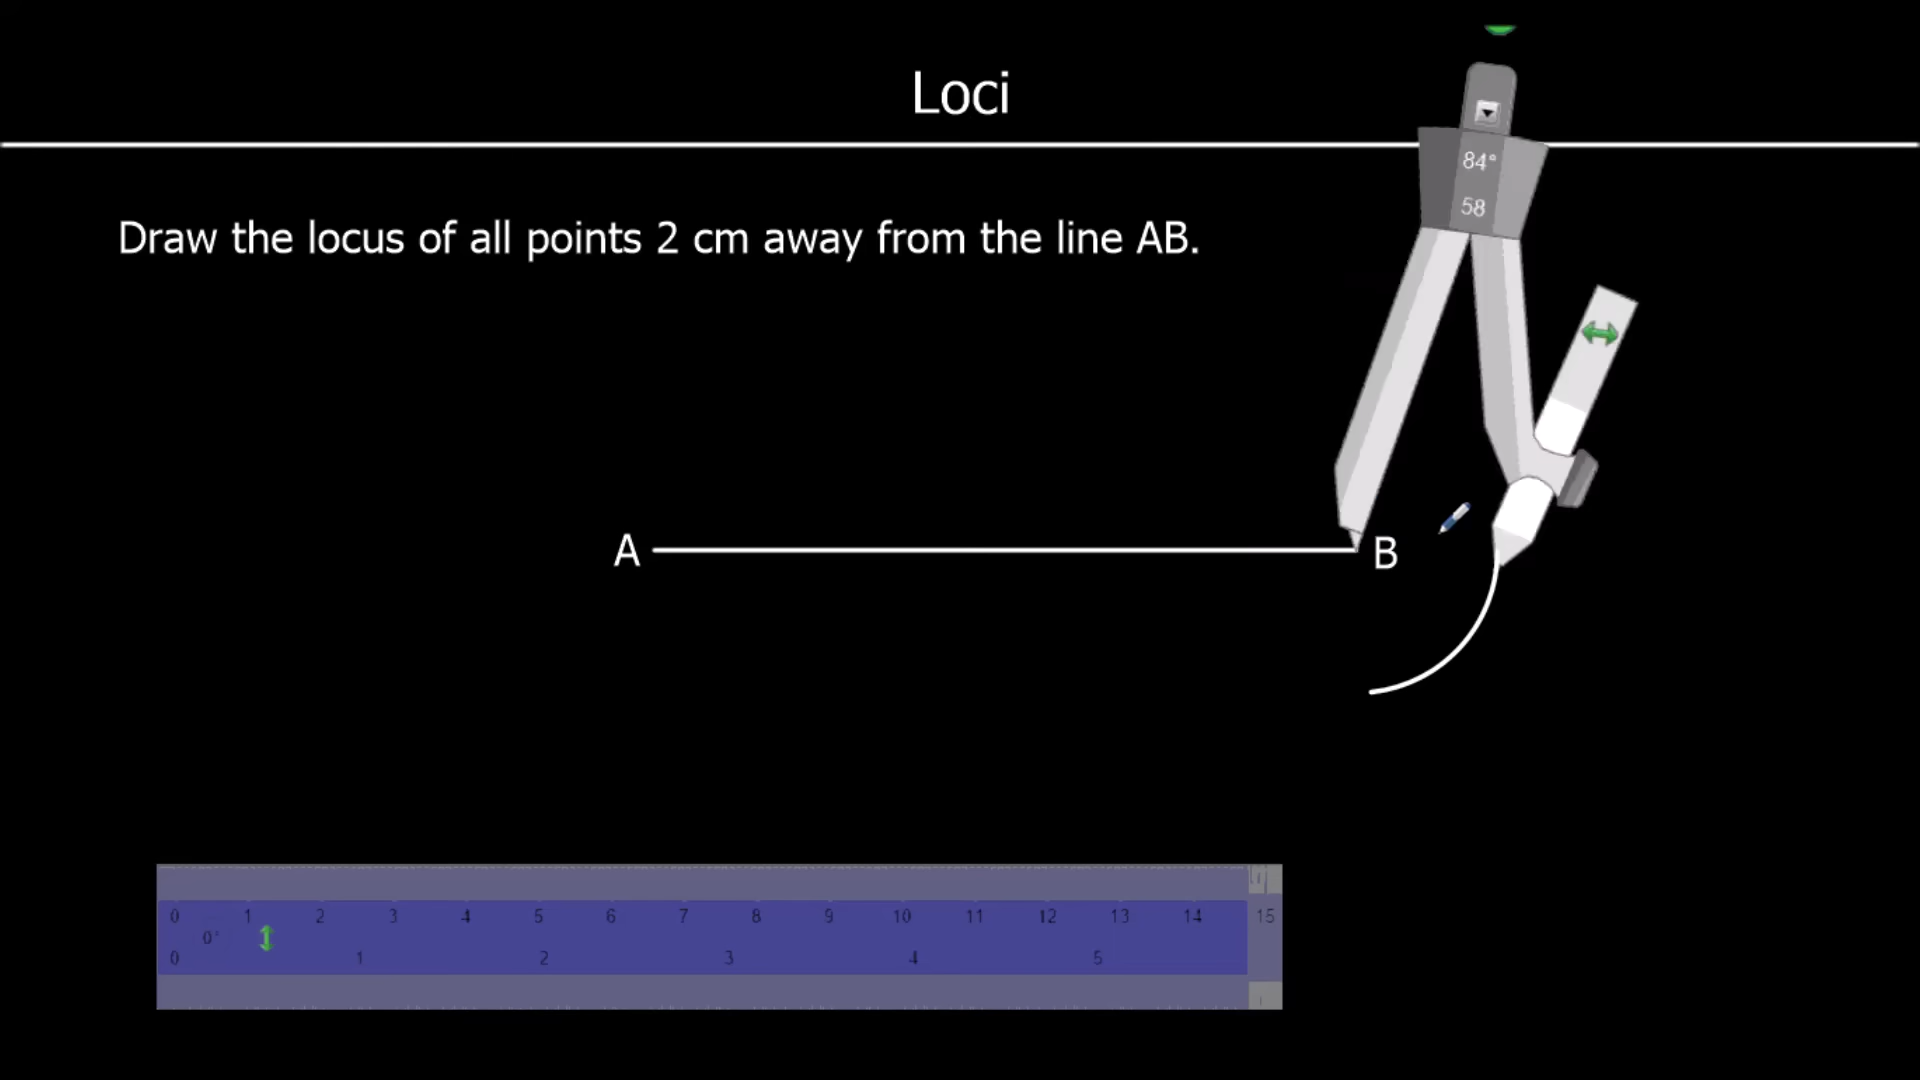 Loci
84°
58
Draw the locus of all points 2 cm away from the line AB.
A B
0 1 2 3 4 5 6 7 8 9 10 11 12 13 14 15
0°
0 1 2 3 4 5